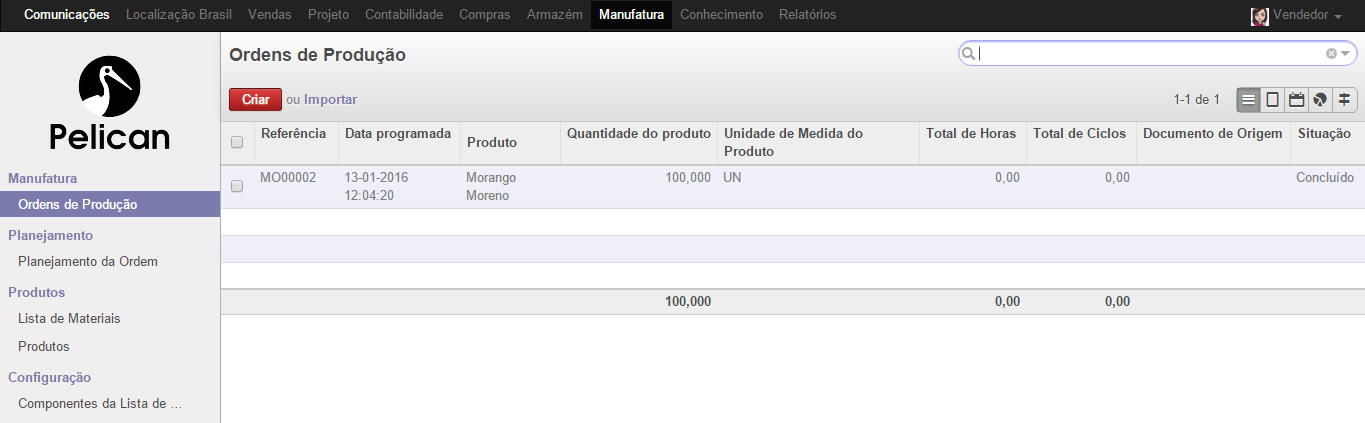 Comunicações Localização Brasil Vendas Projeto Contabilidade Compras Armazém Manufatura Conhecimento Relatórios Vendedor
Pelican
Manufatura
Ordens de Produção
Planejamento
Planejamento da Ordem
Produtos
Lista de Materiais
Produtos
Configuração
Componentes da Lista de ...
Ordens de Produção
Criar ou Importar 1-1 de 1
Referência Data programada Produto Quantidade do produto Unidade de Medida do Total de Horas Total de Ciclos Documento de Origem Situação
Produto
MO00002 13-01-2016 Morango 100,000 UN 0,00 0,00 Concluído
12:04:20 Moreno
100,000 0,00 0,00